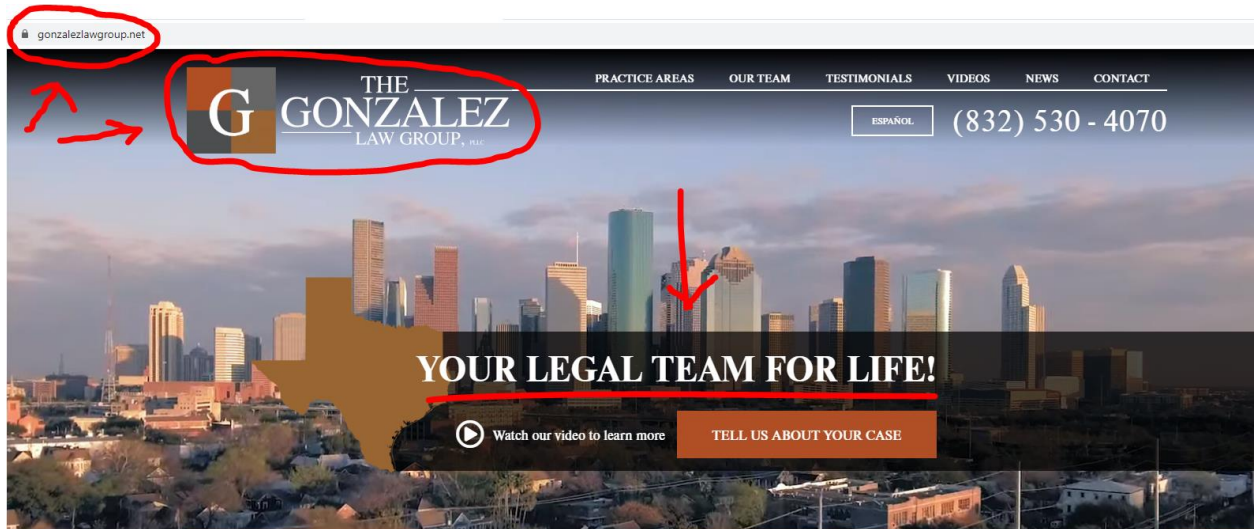 gonzalezlawgroup.net
PRACTICE AREAS OUR TEAM TESTIMONIALS VIDEOS NEWS CONTACT
G
THE
GONZALEZ
LAW GROUP, PLLC
ESPAÑOL (832) 530 - 4070
YOUR LEGAL TEAM FOR LIFE!
Watch our video to learn more TELL US ABOUT YOUR CASE